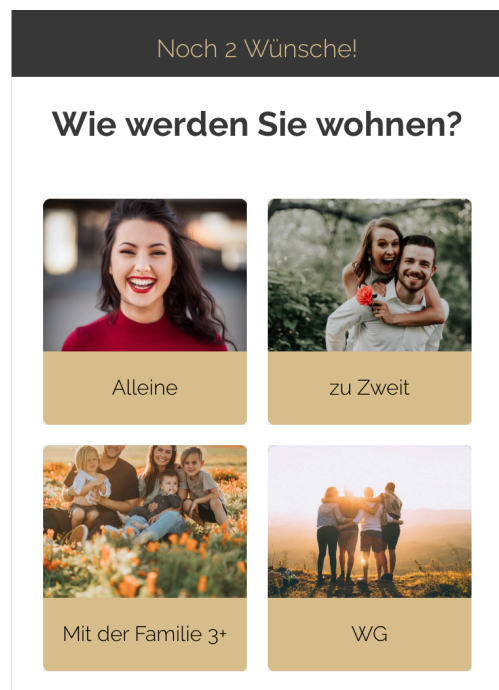 Noch 2 Wünsche!
Wie werden Sie wohnen?
Alleine
zu Zweit
Mit der Familie 3+
WG